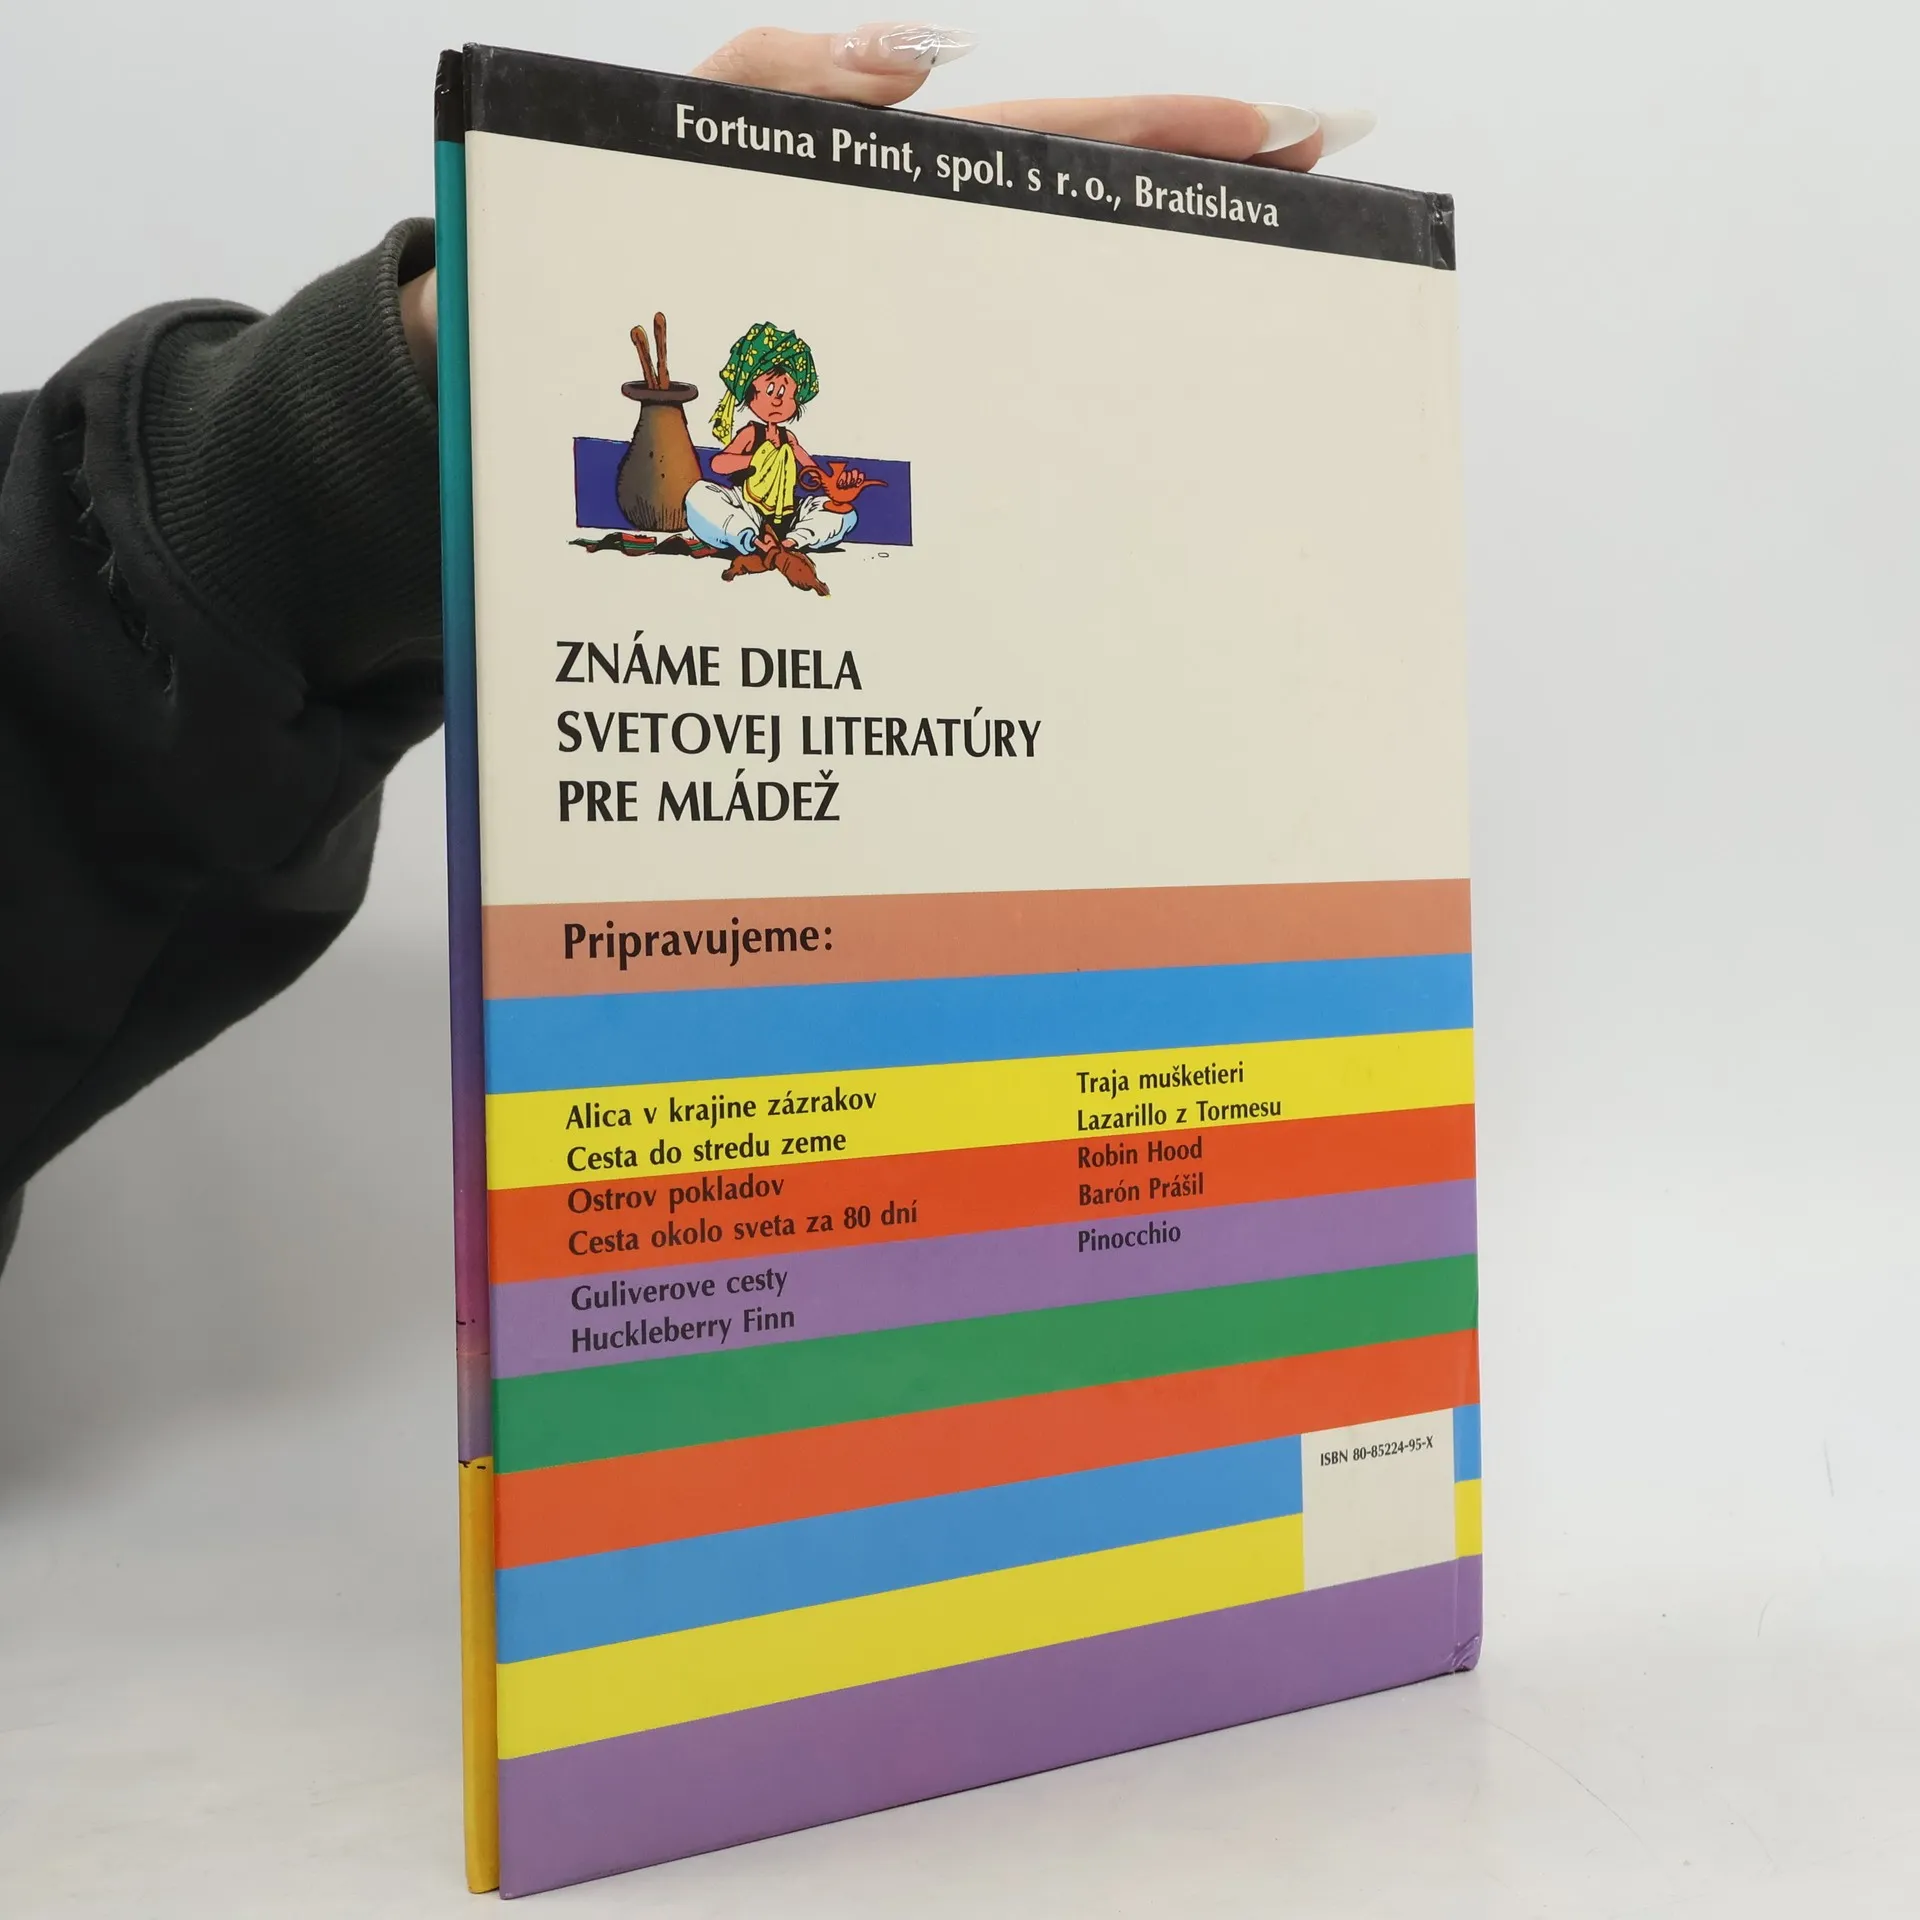 Fortuna Print, spol. s r. o., Bratislava
ZNÁME DIELA
SVETOVEJ LITERATÚRY
PRE MLÁDEŽ
Pripravujeme:
Alica v krajine zázrakov
Cesta do stredu zeme
Ostrov pokladov
Cesta okolo sveta za 80 dní
Guliverove cesty
Huckleberry Finn
Traja mušketieri
Lazarillo z Tormesu
Robin Hood
Barón Prášil
Pinocchio
ISBN 80-85224-95-X